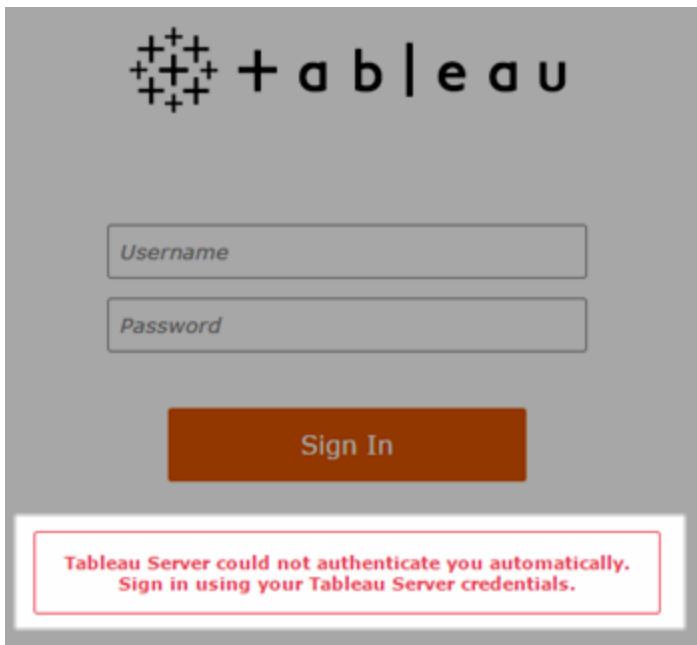 + a b | e a u
Username
Password
Sign In
Tableau Server could not authenticate you automatically.
Sign in using your Tableau Server credentials.